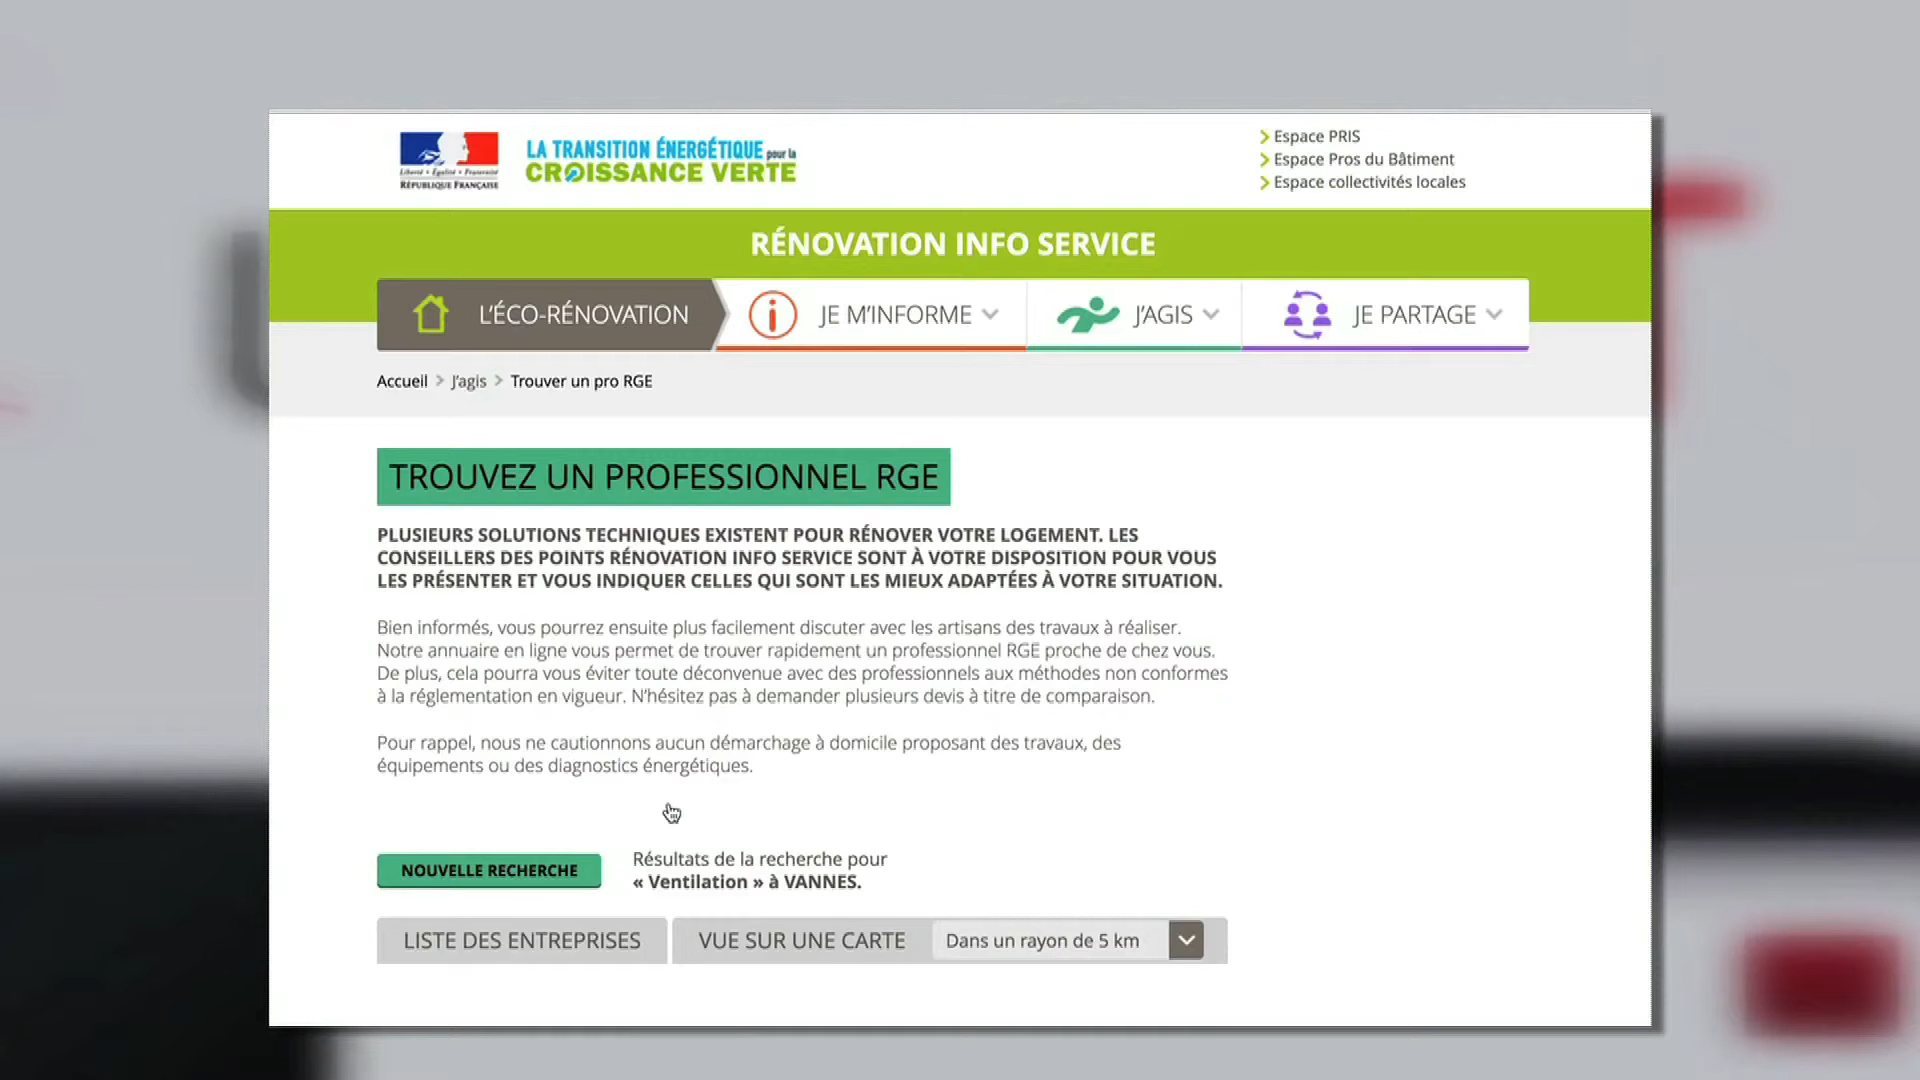 Liberté • Égalité • Fraternité
RÉPUBLIQUE FRANÇAISE
LA TRANSITION ÉNERGÉTIQUE pour la
CROISSANCE VERTE
Espace PRIS
Espace Pros du Bâtiment
Espace collectivités locales
RÉNOVATION INFO SERVICE
L'ÉCO-RÉNOVATION
JE M'INFORME
J'AGIS
JE PARTAGE
Accueil > J'agis > Trouver un pro RGE
TROUVEZ UN PROFESSIONNEL RGE
PLUSIEURS SOLUTIONS TECHNIQUES EXISTENT POUR RÉNOVER VOTRE LOGEMENT. LES
CONSEILLERS DES POINTS RÉNOVATION INFO SERVICE SONT À VOTRE DISPOSITION POUR VOUS
LES PRÉSENTER ET VOUS INDIQUER CELLES QUI SONT LES MIEUX ADAPTÉES À VOTRE SITUATION.
Bien informés, vous pourrez ensuite plus facilement discuter avec les artisans des travaux à réaliser.
Notre annuaire en ligne vous permet de trouver rapidement un professionnel RGE proche de chez vous.
De plus, cela pourra vous éviter toute déconvenue avec des professionnels aux méthodes non conformes
à la réglementation en vigueur. N'hésitez pas à demander plusieurs devis à titre de comparaison.
Pour rappel, nous ne cautionnons aucun démarchage à domicile proposant des travaux, des
équipements ou des diagnostics énergétiques.
NOUVELLE RECHERCHE
Résultats de la recherche pour
« Ventilation » à VANNES.
LISTE DES ENTREPRISES
VUE SUR UNE CARTE
Dans un rayon de 5 km